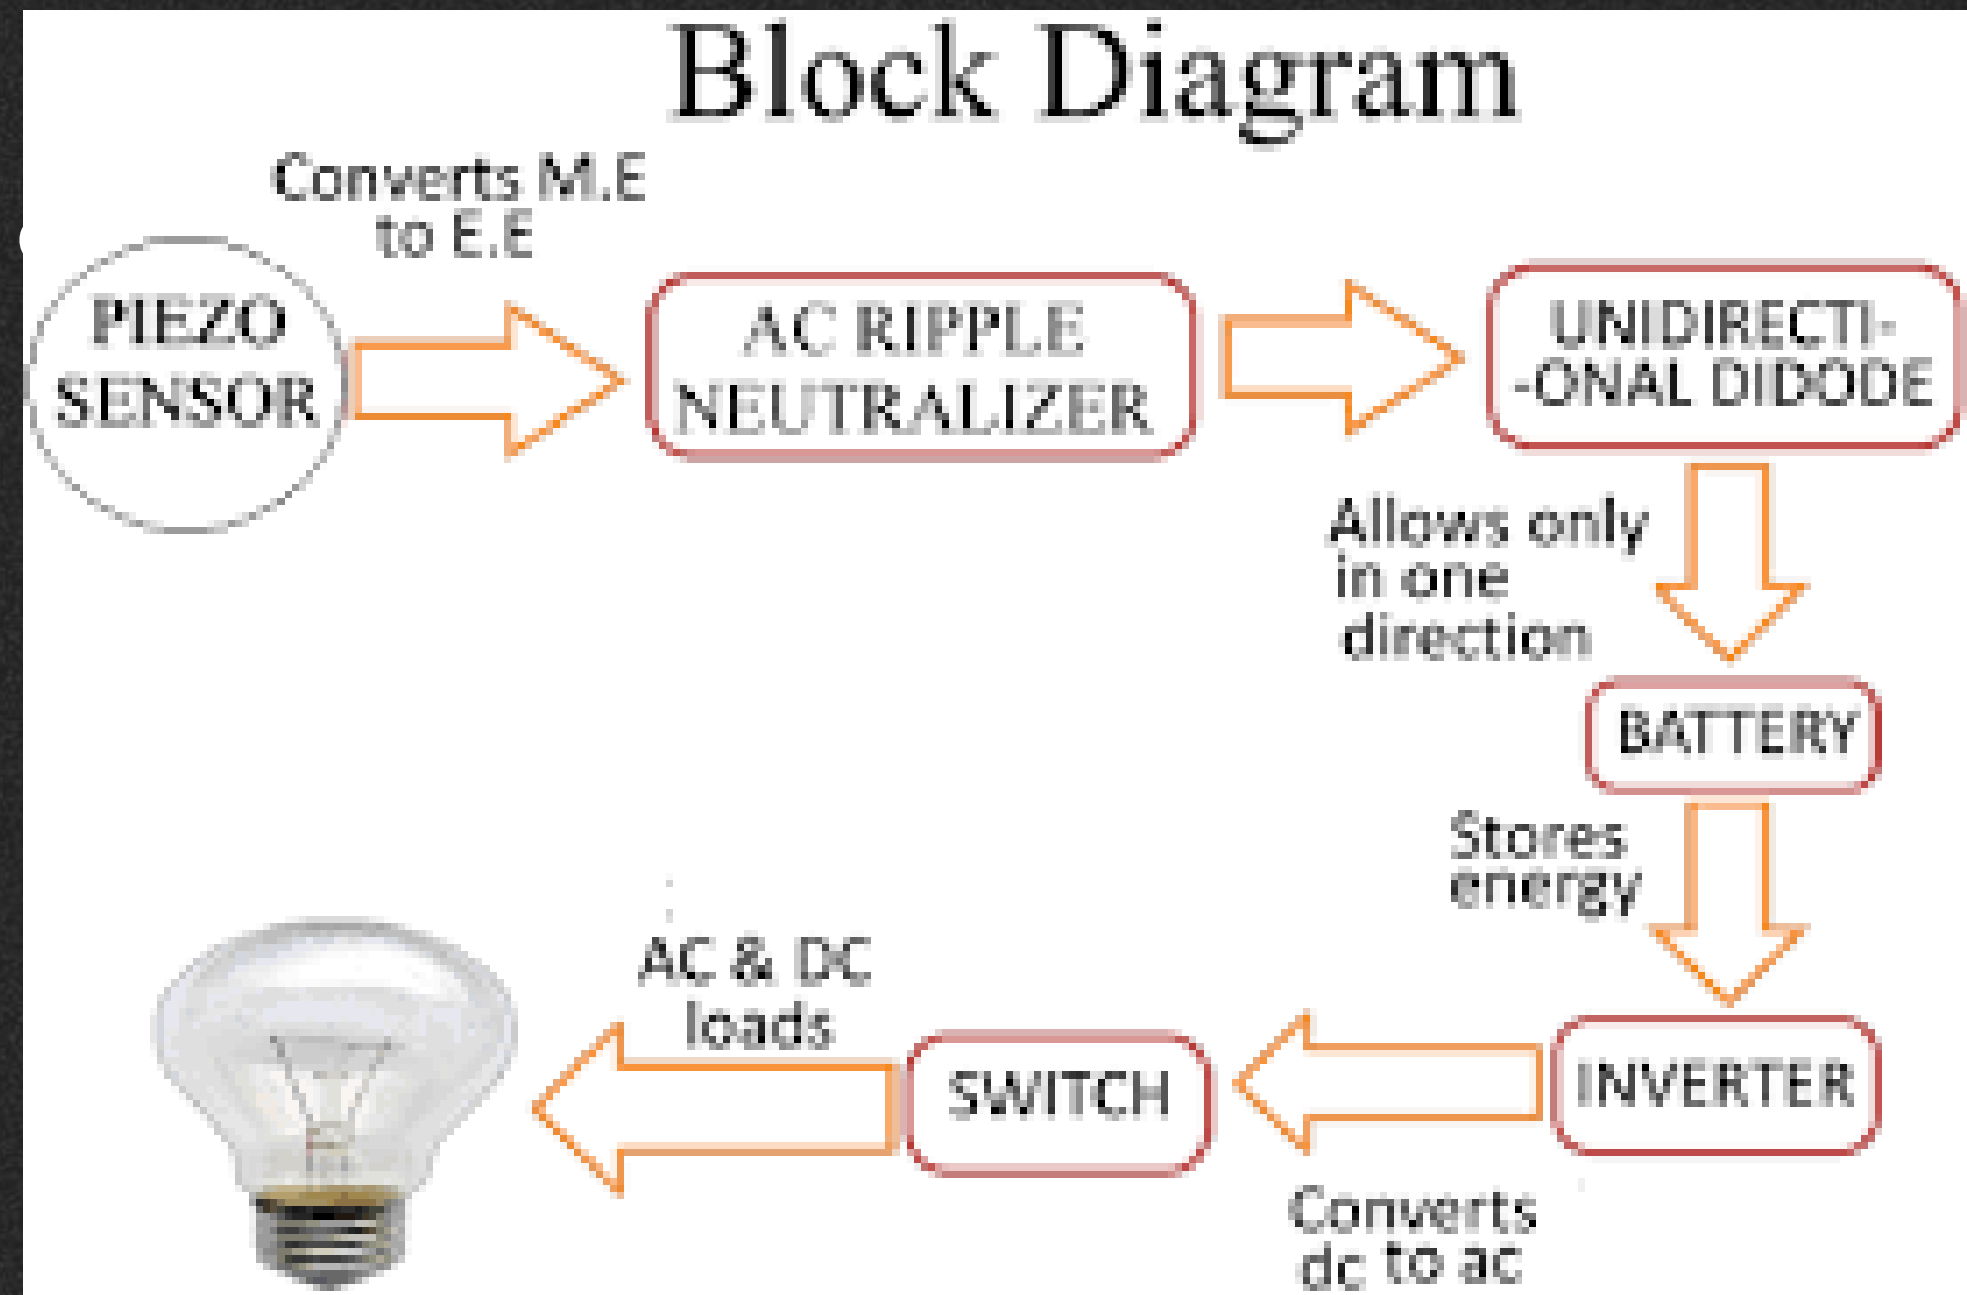 Block Diagram
Converts M.E
to E.E
PIEZO
SENSOR
AC RIPPLE
NEUTRALIZER
UNIDIRECTI-
-ONAL DIDODE
Allows only
in one
direction
BATTERY
Stores
energy
INVERTER
Converts
dc to ac
SWITCH
AC & DC
loads